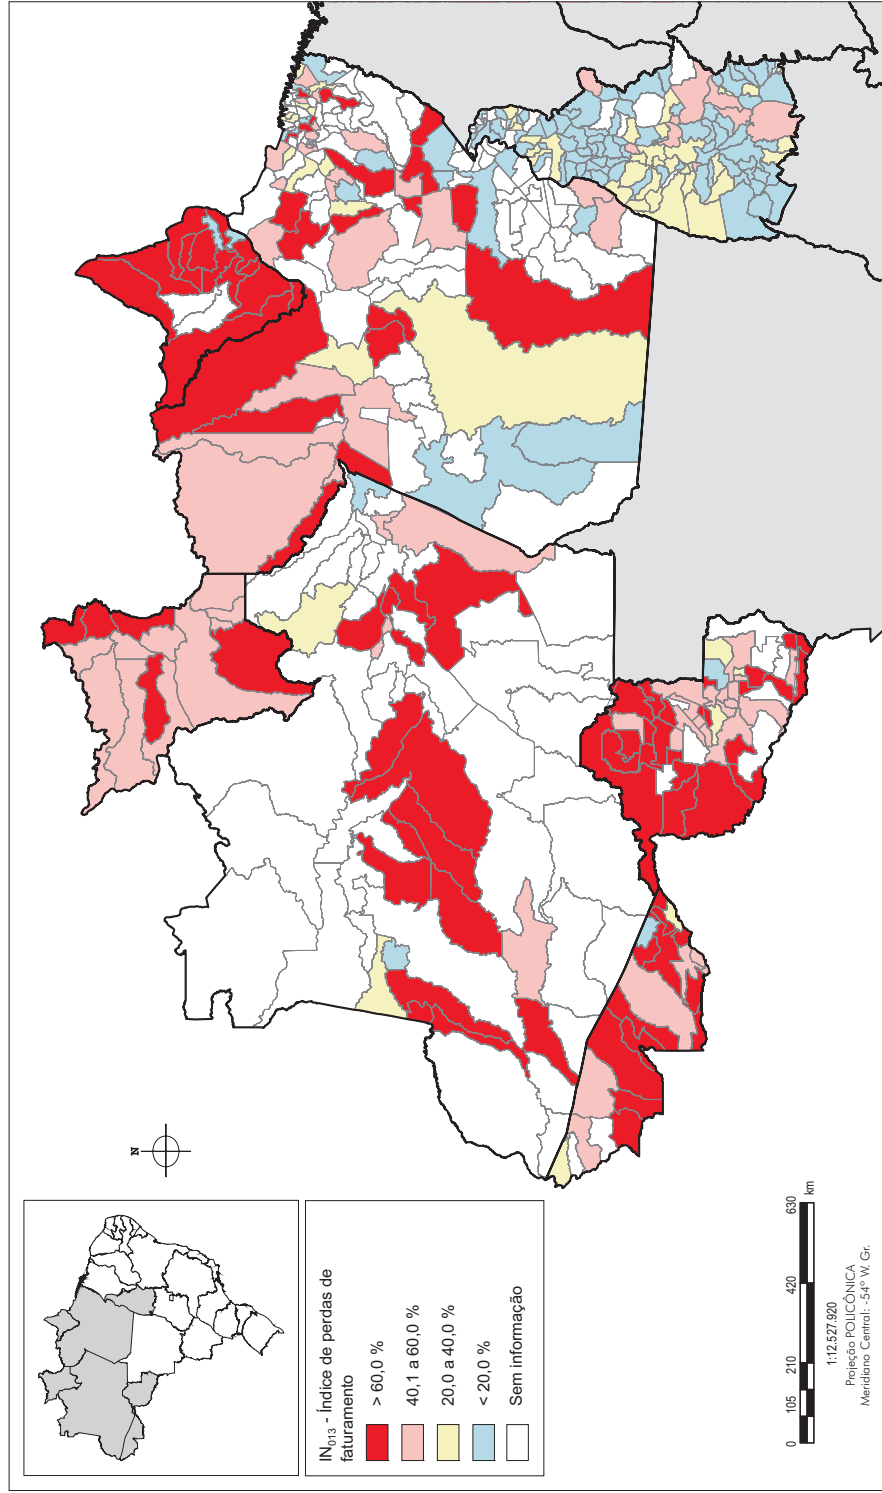 N
IN013 - Índice de perdas de
faturamento
> 60,0 %
40,1 a 60,0 %
20,0 a 40,0 %
< 20,0 %
Sem informação
0 105 210 420 630
km
1:12.527.920
Projeção POLICÔNICA
Meridiano Central: -54° W. Gr.